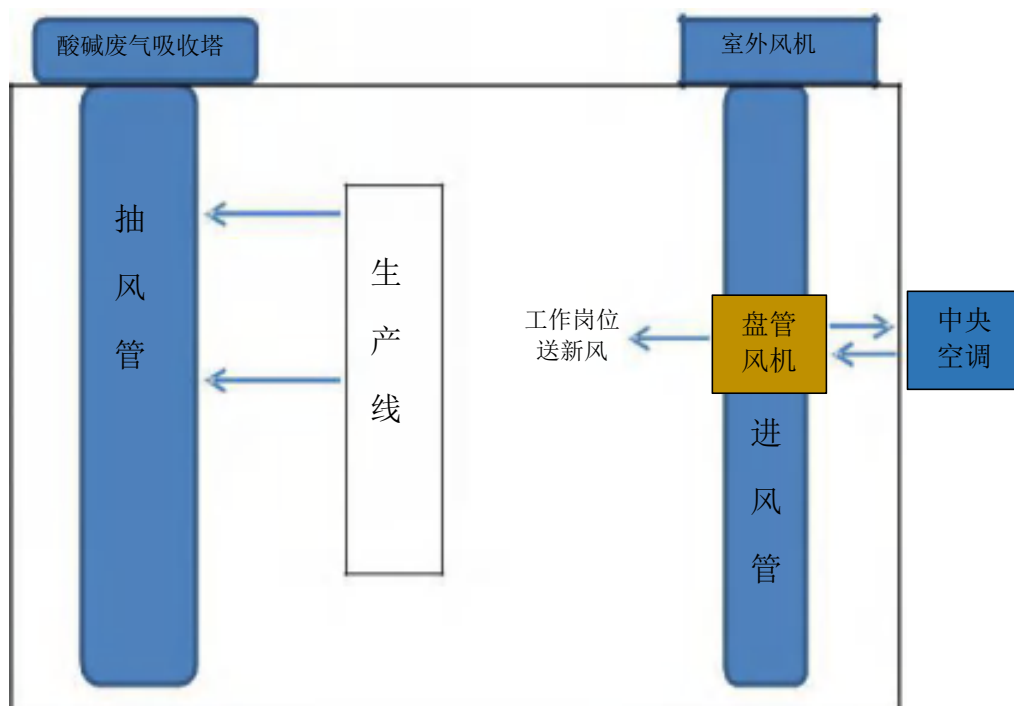 酸碱废气吸收塔
室外风机
抽风管
生产线
工作岗位
送新风
盘管
风机
中央
空调
进风管